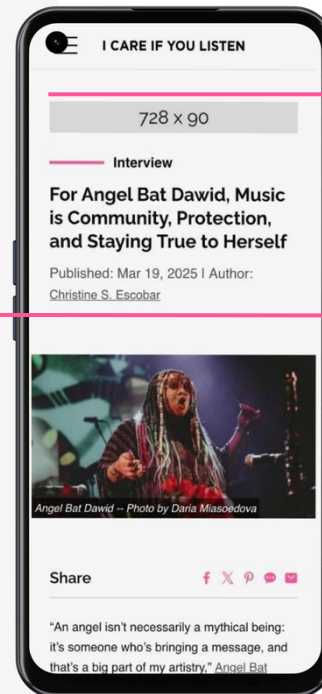 I CARE IF YOU LISTEN
728 x 90
Interview
For Angel Bat Dawid, Music
is Community, Protection,
and Staying True to Herself
Published: Mar 19, 2025 | Author:
Christine S. Escobar
Angel Bat Dawid -- Photo by Daria Miasoedova
Share
“An angel isn’t necessarily a mythical being:
it’s someone who’s bringing a message, and
that’s a big part of my artistry,” Angel Bat